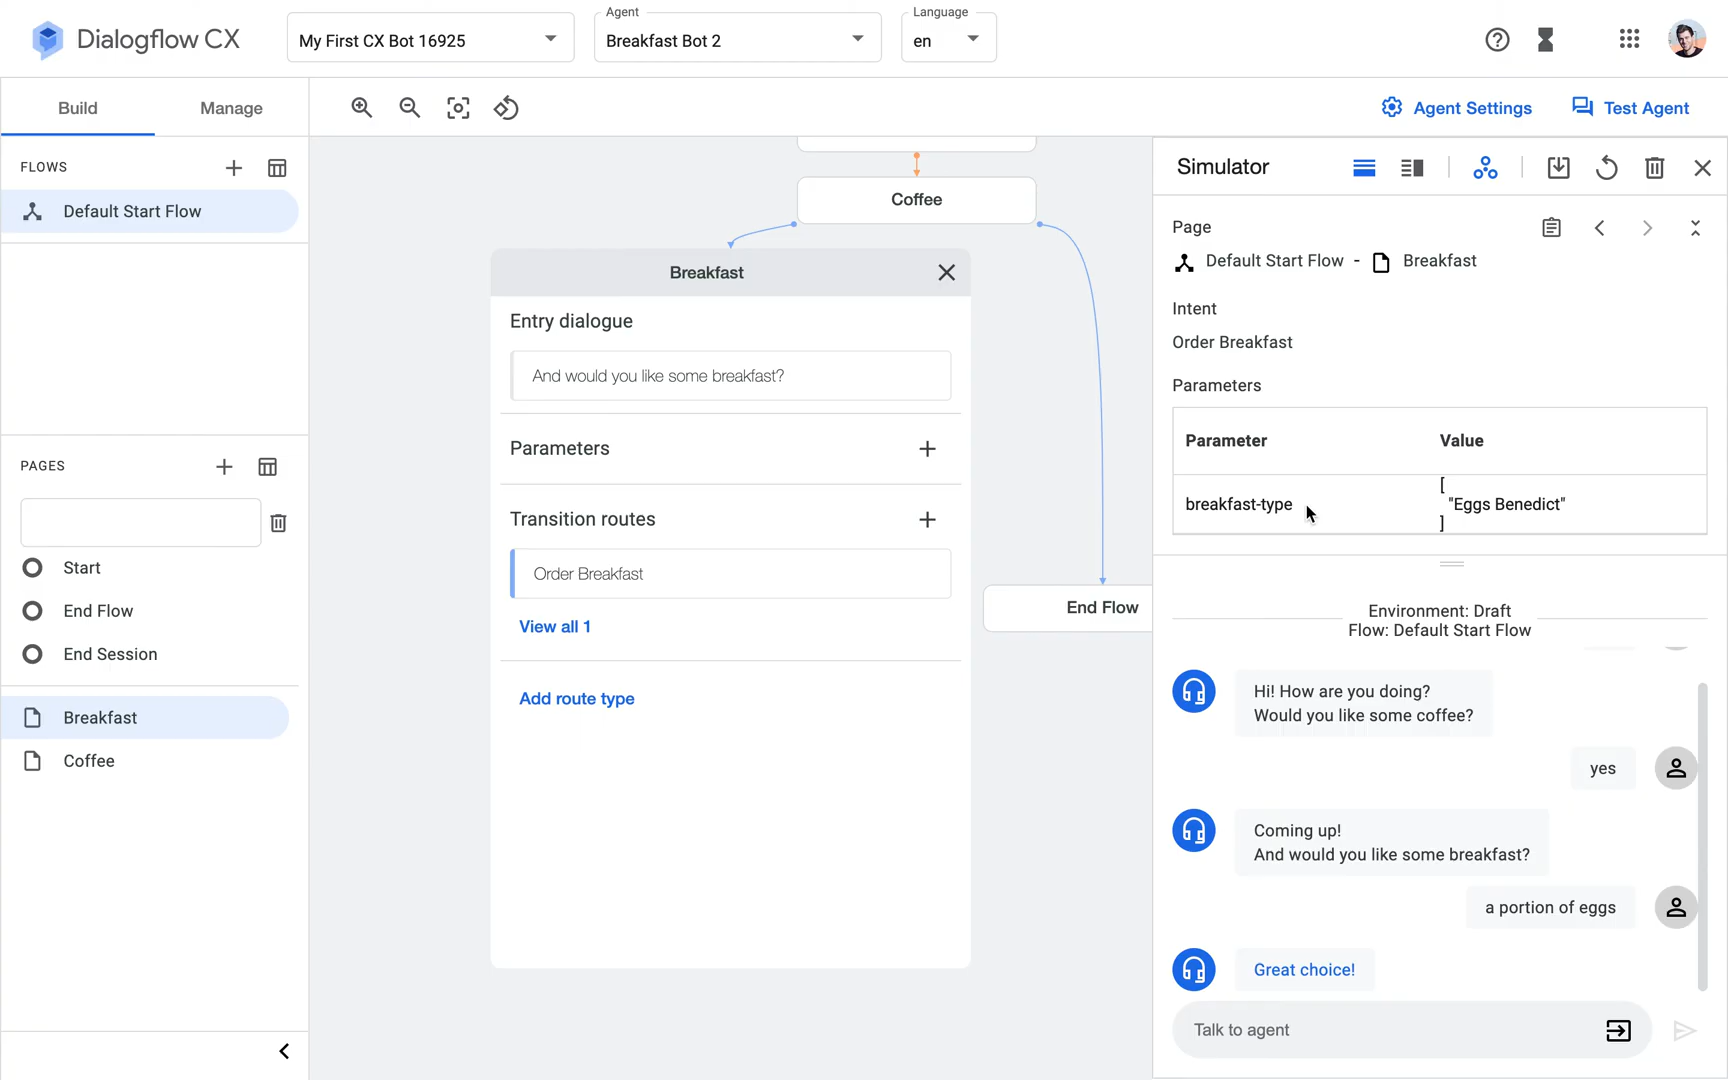 Dialogflow CX
My First CX Bot 16925
Agent
Breakfast Bot 2
Language
en
Build
Manage
Agent Settings
Test Agent
FLOWS
Default Start Flow
PAGES
Start
End Flow
End Session
Breakfast
Coffee
Coffee
Breakfast
Entry dialogue
And would you like some breakfast?
Parameters
Transition routes
Order Breakfast
View all 1
Add route type
End Flow
Simulator
Page
Default Start Flow - Breakfast
Intent
Order Breakfast
Parameters
Parameter Value
breakfast-type
[
"Eggs Benedict"
]
Environment: Draft
Flow: Default Start Flow
Hi! How are you doing?
Would you like some coffee?
yes
Coming up!
And would you like some breakfast?
a portion of eggs
Great choice!
Talk to agent